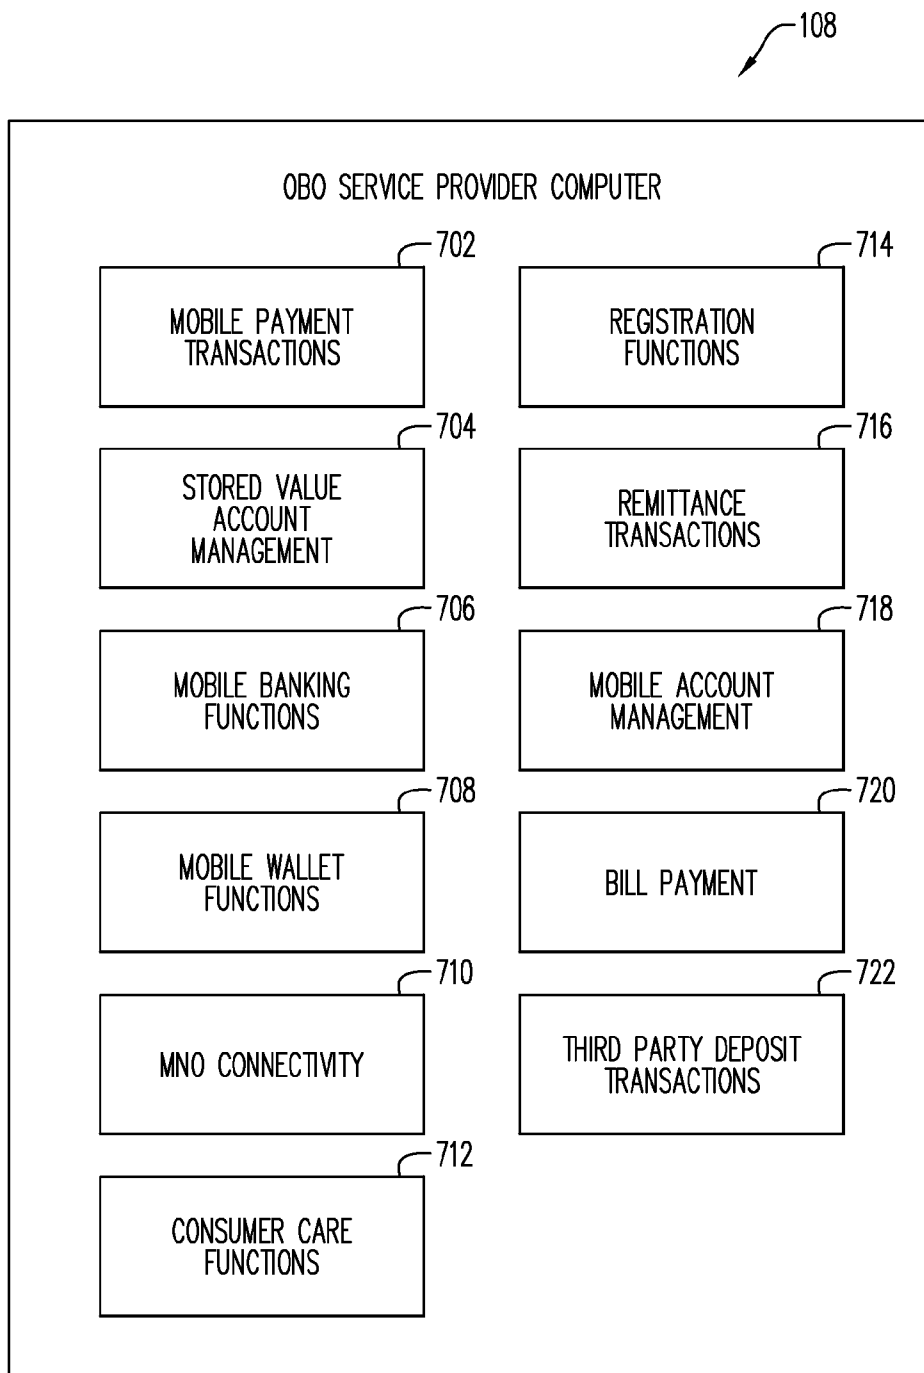 108
OBO SERVICE PROVIDER COMPUTER
702
MOBILE PAYMENT
TRANSACTIONS
704
STORED VALUE
ACCOUNT
MANAGEMENT
706
MOBILE BANKING
FUNCTIONS
708
MOBILE WALLET
FUNCTIONS
710
MNO CONNECTIVITY
712
CONSUMER CARE
FUNCTIONS
714
REGISTRATION
FUNCTIONS
716
REMITTANCE
TRANSACTIONS
718
MOBILE ACCOUNT
MANAGEMENT
720
BILL PAYMENT
722
THIRD PARTY DEPOSIT
TRANSACTIONS